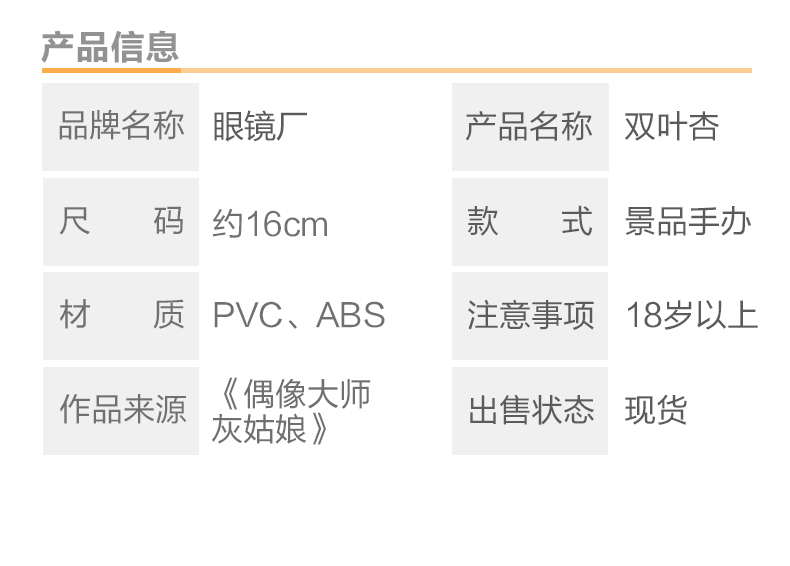 产品信息
品牌名称 眼镜厂 产品名称 双叶杏
尺 码 约16cm 款 式 景品手办
材 质 PVC、ABS 注意事项 18岁以上
作品来源 《偶像大师
灰姑娘》 出售状态 现货